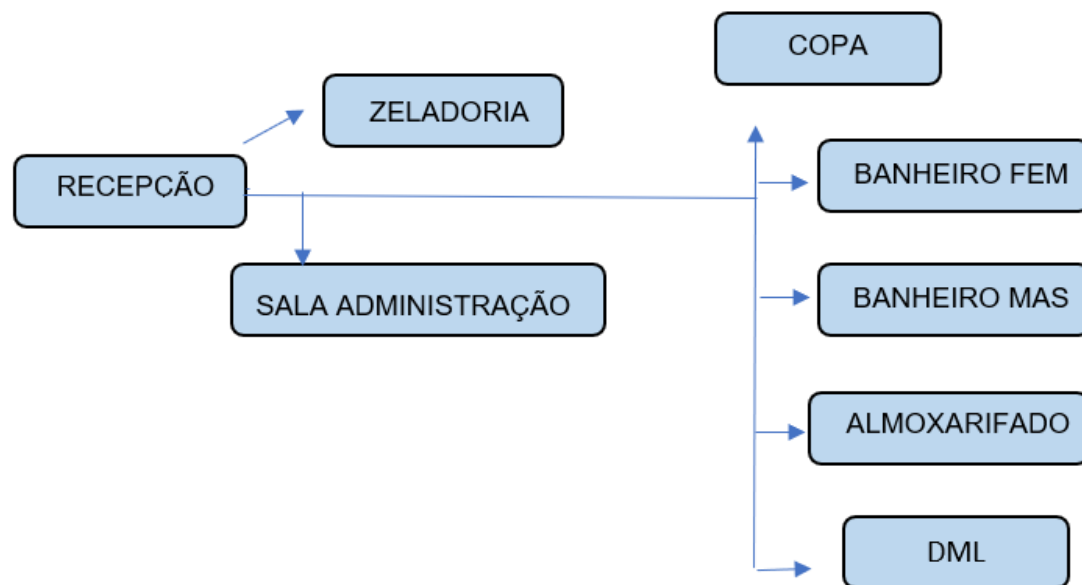 COPA
ZELADORIA
RECEPÇÃO
BANHEIRO FEM
SALA ADMINISTRAÇÃO
BANHEIRO MAS
ALMOXARIFADO
DML